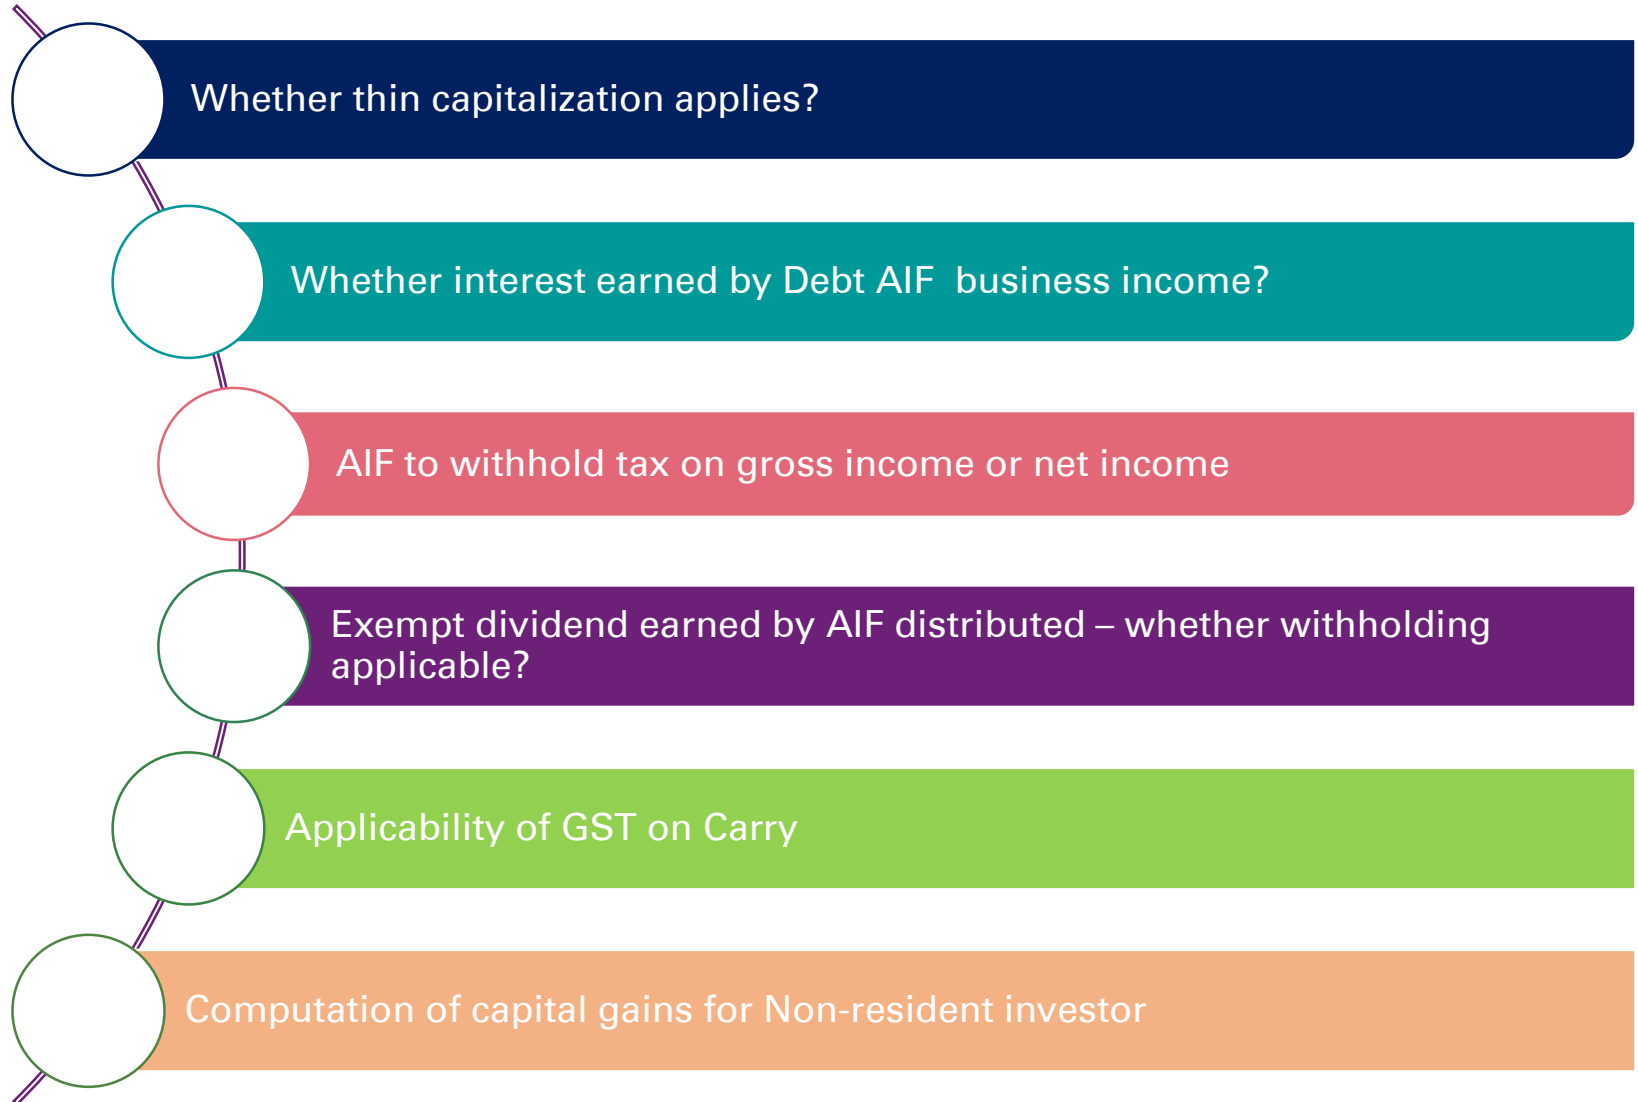 Whether thin capitalization applies?
Whether interest earned by Debt AIF  business income?
AIF to withhold tax on gross income or net income
Exempt dividend earned by AIF distributed – whether withholding
applicable?
Applicability of GST on Carry
Computation of capital gains for Non-resident investor